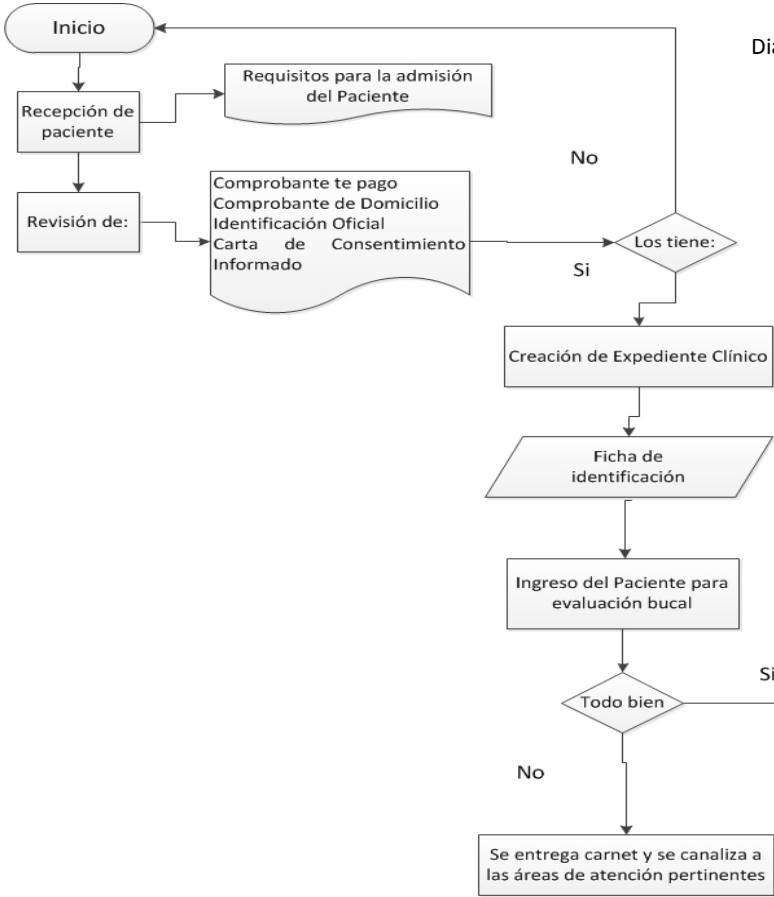 Inicio
Dia
Requisitos para la admisión
del Paciente
Recepción de
paciente
No
Comprobante te pago
Comprobante de Domicilio
Identificación Oficial
Carta de Consentimiento
Informado
Revisión de:
Los tiene:
Si
Creación de Expediente Clínico
Ficha de
identificación
Ingreso del Paciente para
evaluación bucal
Si
Todo bien
No
Se entrega carnet y se canaliza a
las áreas de atención pertinentes